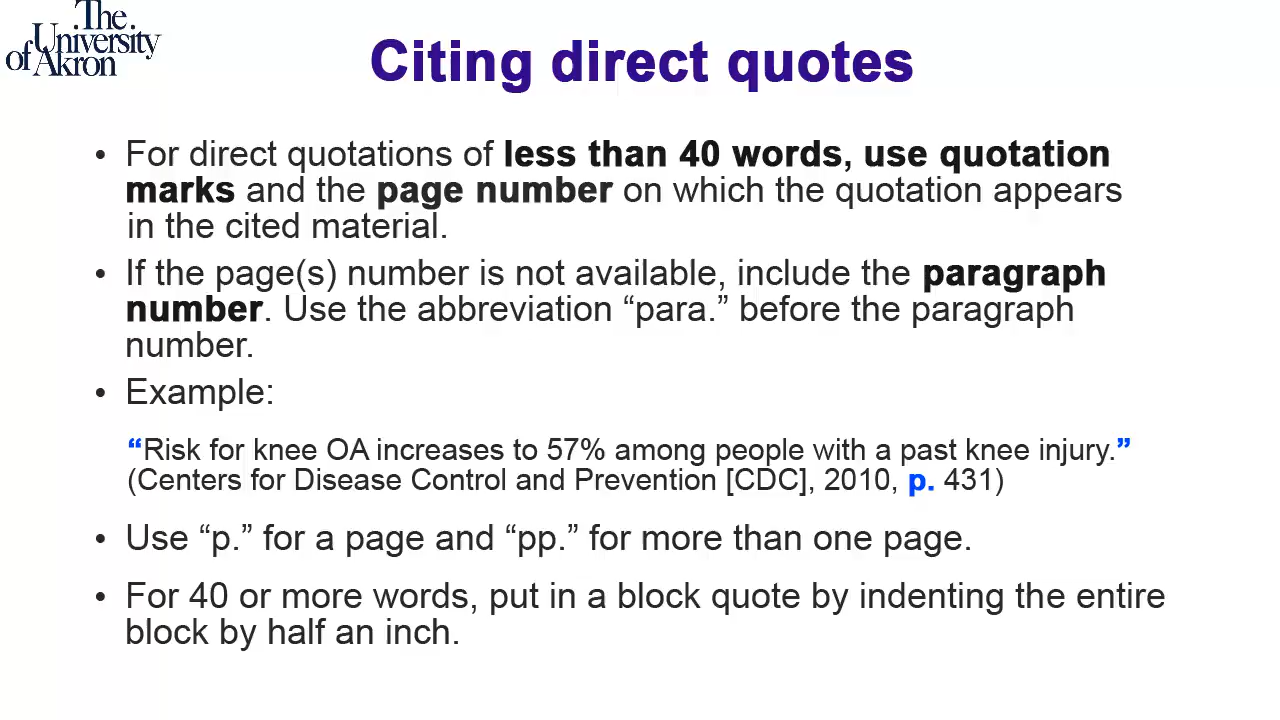 The
University
of Akron
Citing direct quotes
• For direct quotations of less than 40 words, use quotation
marks and the page number on which the quotation appears
in the cited material.
• If the page(s) number is not available, include the paragraph
number. Use the abbreviation “para.” before the paragraph
number.
• Example:
“Risk for knee OA increases to 57% among people with a past knee injury.”
(Centers for Disease Control and Prevention [CDC], 2010, p. 431)
• Use “p.” for a page and “pp.” for more than one page.
• For 40 or more words, put in a block quote by indenting the entire
block by half an inch.